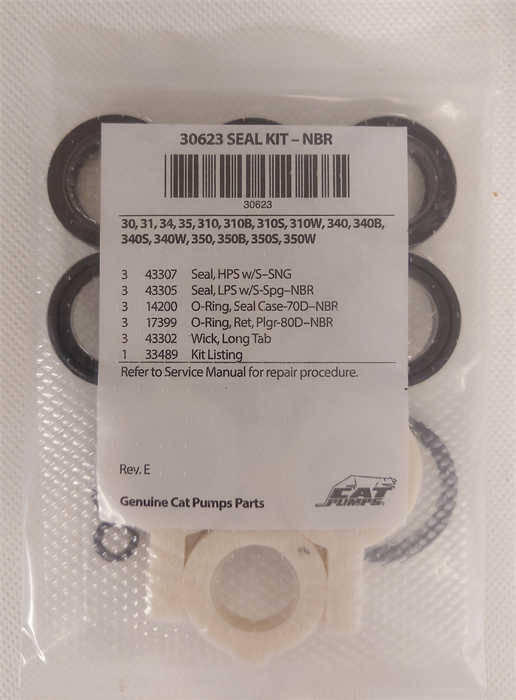 30623 SEAL KIT – NBR
30623
30, 31, 34, 35, 310, 310B, 310S, 310W, 340, 340B,
340S, 340W, 350, 350B, 350S, 350W
3 43307 Seal, HPS w/S–SNG
3 43305 Seal, LPS w/S-Spg–NBR
3 14200 O-Ring, Seal Case-70D–NBR
3 17399 O-Ring, Ret, Plgr-80D–NBR
3 43302 Wick, Long Tab
1 33489 Kit Listing
Refer to Service Manual for repair procedure.
Rev. E
Genuine Cat Pumps Parts
CAT
PUMPS